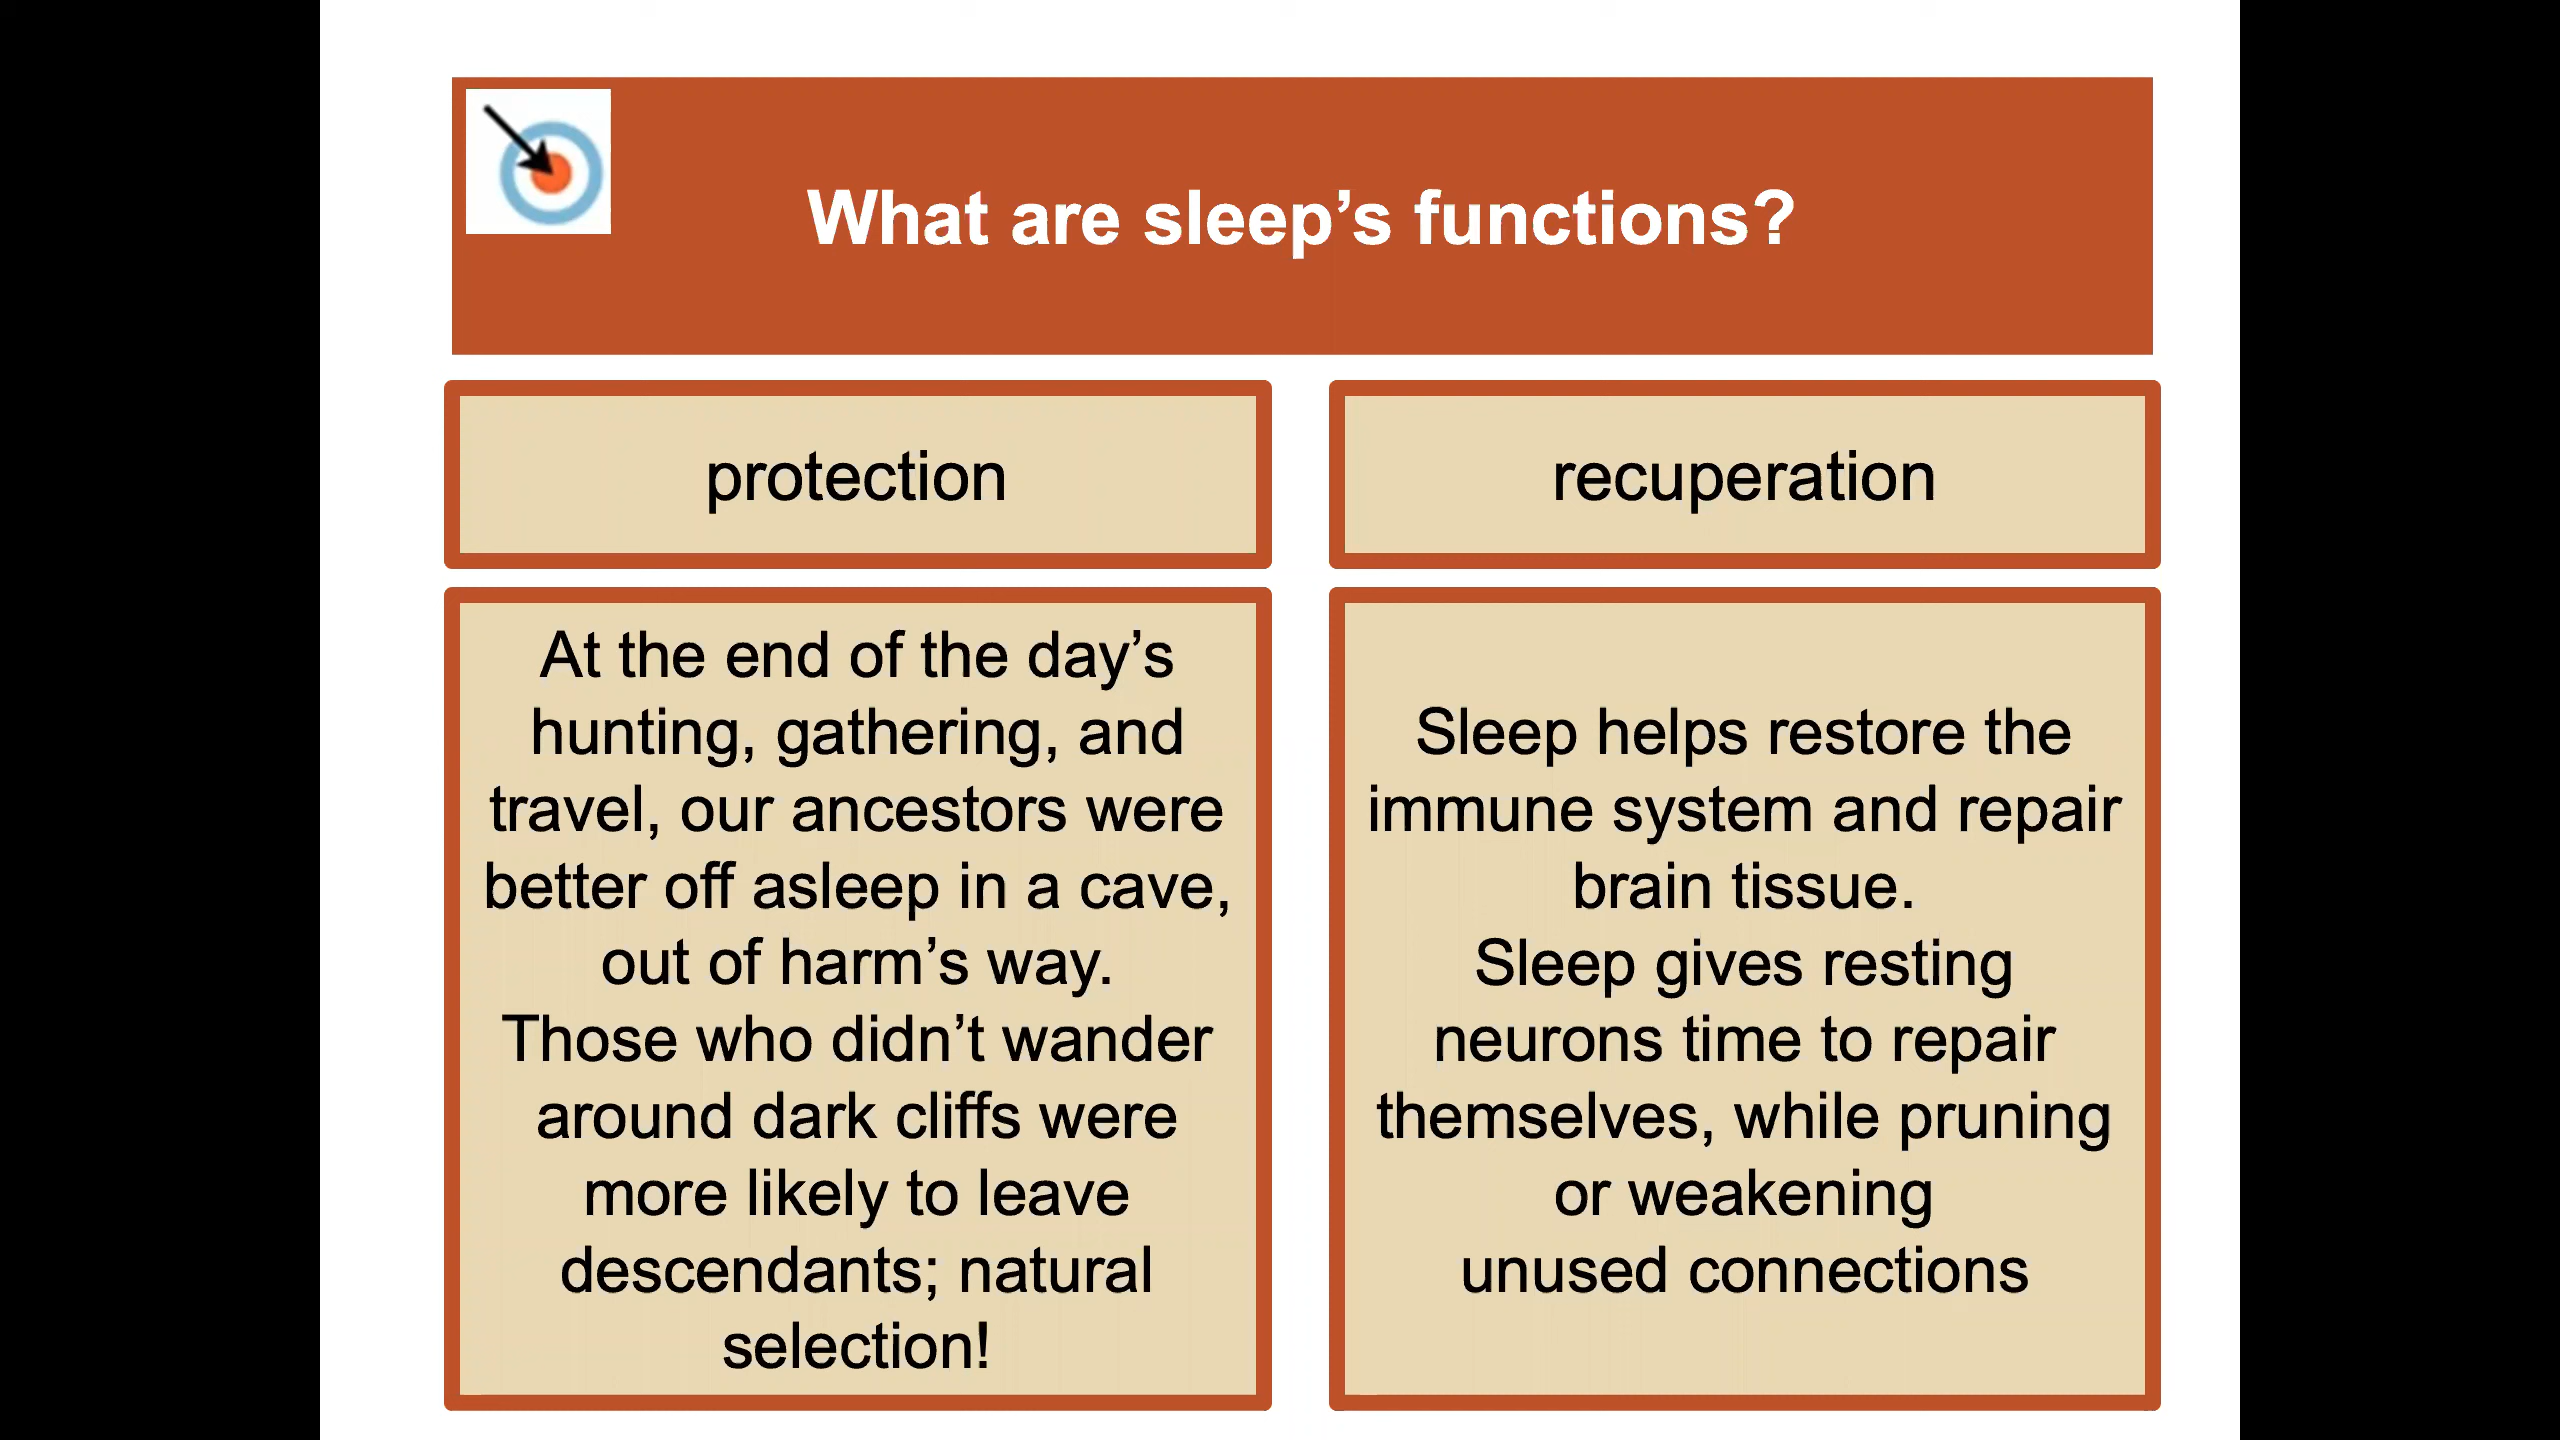 What are sleep’s functions?
protection
At the end of the day’s
hunting, gathering, and
travel, our ancestors were
better off asleep in a cave,
out of harm’s way.
Those who didn’t wander
around dark cliffs were
more likely to leave
descendants; natural
selection!
recuperation
Sleep helps restore the
immune system and repair
brain tissue.
Sleep gives resting
neurons time to repair
themselves, while pruning
or weakening
unused connections